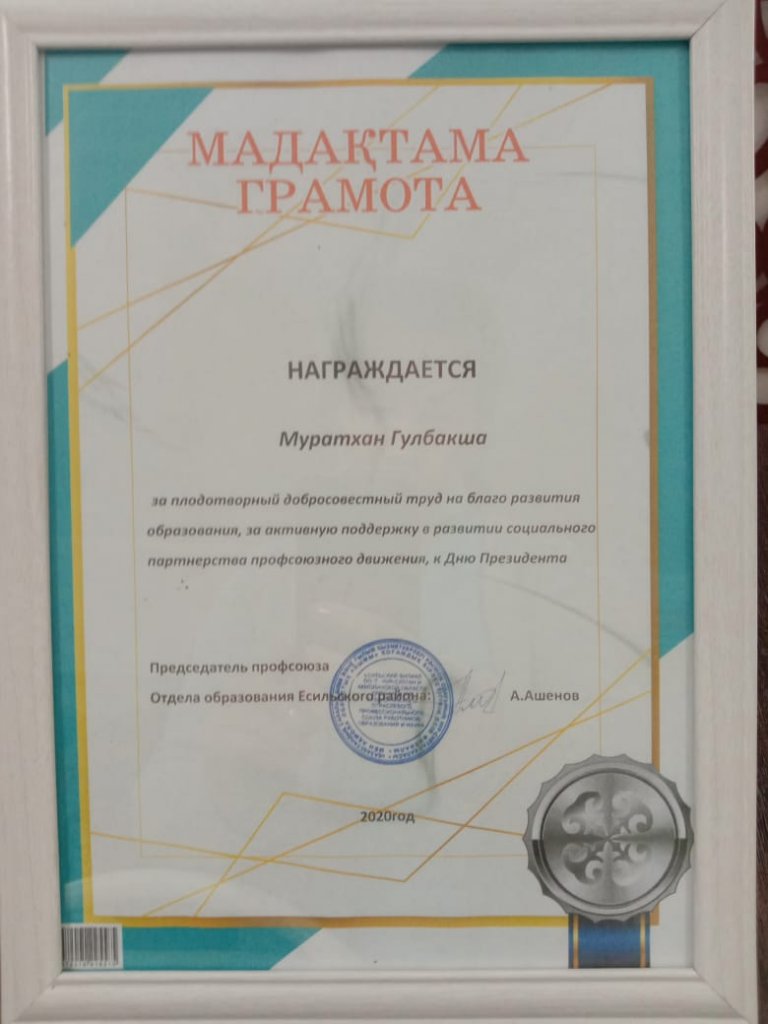 МАДАҚТАМА
ГРАМОТА
НАГРАЖДАЕТСЯ
Муратхан Гулбакша
за плодотворный добросовестный труд на благо развития
образования, за активную поддержку в развитии социального
партнерства профсоюзного движения, к Дню Президента
Председатель профсоюза
Отдела образования Есильского района:
А.Ашенов
2020год